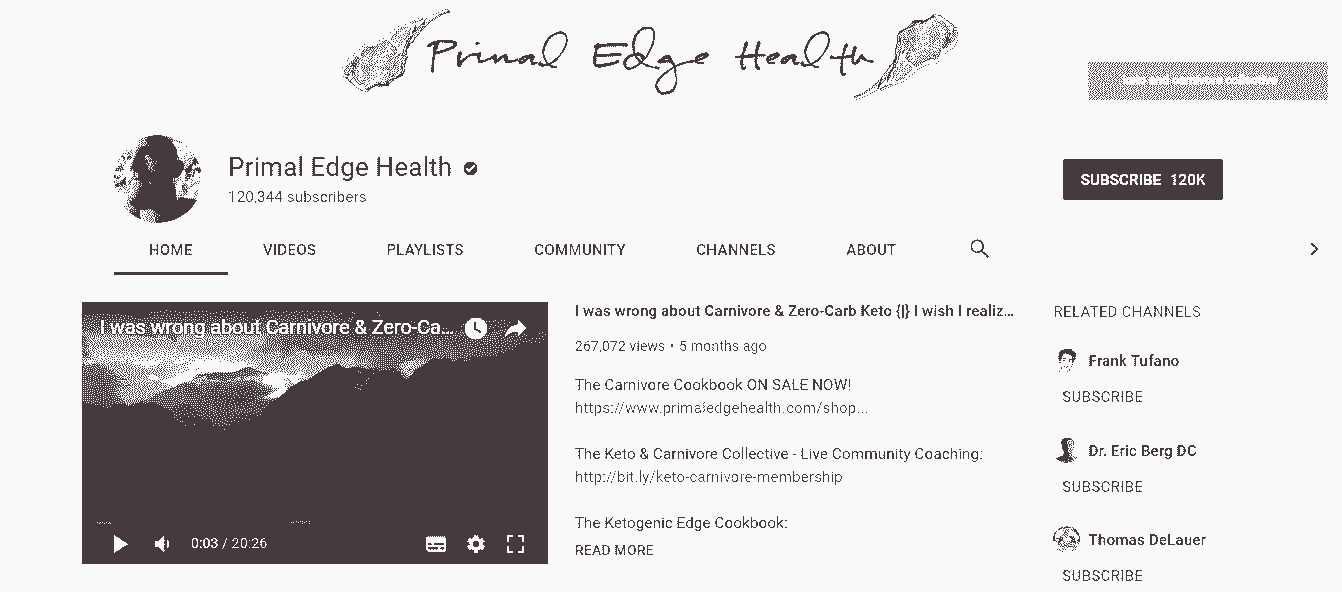 Primal Edge Health
Primal Edge Health
120,344 subscribers
SUBSCRIBE 120K
HOME
VIDEOS
PLAYLISTS
COMMUNITY
CHANNELS
ABOUT
I was wrong about Carnivore & Zero-Ca...
0:03 / 20:26
I was wrong about Carnivore & Zero-Carb Keto {|} I wish I realiz...
267,072 views • 5 months ago
The Carnivore Cookbook ON SALE NOW!
https://www.primaledgehealth.com/shop...
The Keto & Carnivore Collective - Live Community Coaching:
http://bit.ly/keto-carnivore-membership
The Ketogenic Edge Cookbook:
READ MORE
RELATED CHANNELS
Frank Tufano
SUBSCRIBE
Dr. Eric Berg DC
SUBSCRIBE
Thomas DeLauer
SUBSCRIBE